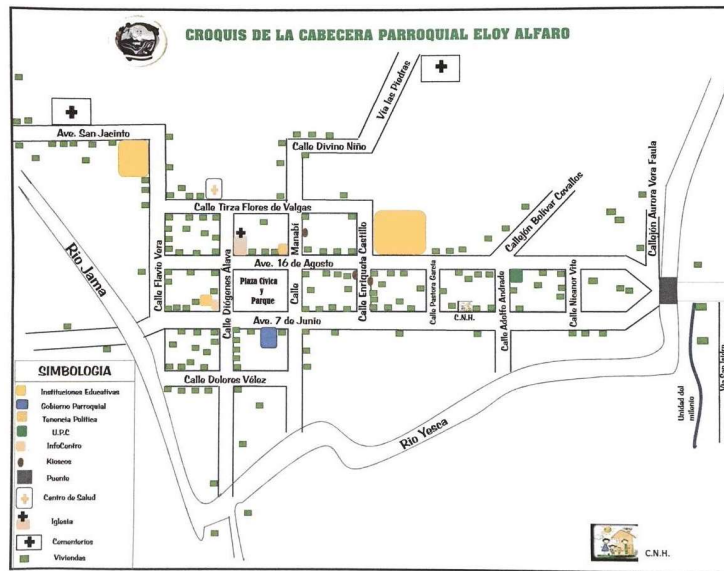 CROQUIS DE LA CABECERA PARROQUIAL ELOY ALFARO
Vía las Piedras
Ave. San Jacinto
Calle Divino Niño
Callejón Aurora Vera Faula
Calle Tirza Flores de Valgas
Callejón Bolívar Cevallos
Río Jama
Calle Flavio Vera
Calle Diógenes Alava
Calle Manabí
Calle Enriqueta Castillo
Ave. 16 de Agosto
Plaza Cívica
y
Parque
Calle Pastora García
Calle Adolfo Andrade
Calle Nicanor Vite
C.N.H.
Ave. 7 de Junio
Calle Dolores Vélez
Río Yesca
Unidad del
milenio
SIMBOLOGIA
Instituciones Educativas
Gobierno Parroquial
Tenencia Política
U.P.C
InfoCentro
Kioscos
Puente
Centro de Salud
Iglesia
Cementerios
Viviendas
C.N.H.